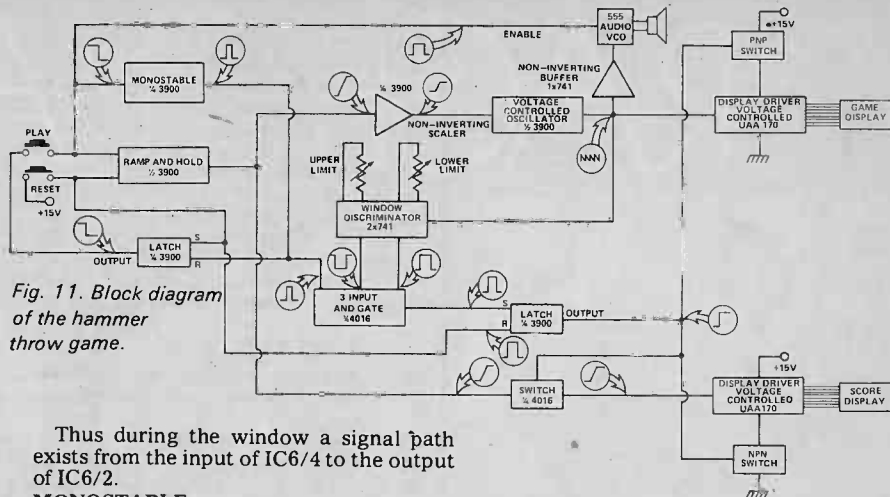 555
AUDIO
VCO
ENABLE
+15V
PNP
SWITCH
MONOSTABLE
¼ 3900
¼ 3900
NON-INVERTING
BUFFER
1x741
NON-INVERTING
SCALER
VOLTAGE
CONTROLLED
OSCILLATOR
½ 3900
DISPLAY DRIVER
VOLTAGE
CONTROLLED
UAA 170
GAME
DISPLAY
PLAY
RESET
+15V
RAMP AND HOLD
½ 3900
UPPER
LIMIT
LOWER
LIMIT
WINDOW
DISCRIMINATOR
2x741
OUTPUT
LATCH
¼ 3900
S
R
3 INPUT
AND GATE
¾4016
S
R
LATCH
¼ 3900
OUTPUT
SWITCH
¼ 4016
+15V
DISPLAY DRIVER
VOLTAGE
CONTROLLED
UAA170
SCORE
DISPLAY
NPN
SWITCH
Fig. 11. Block diagram
of the hammer
throw game.
Thus during the window a signal path
exists from the input of IC6/4 to the output
of IC6/2.
MONOSTABLE